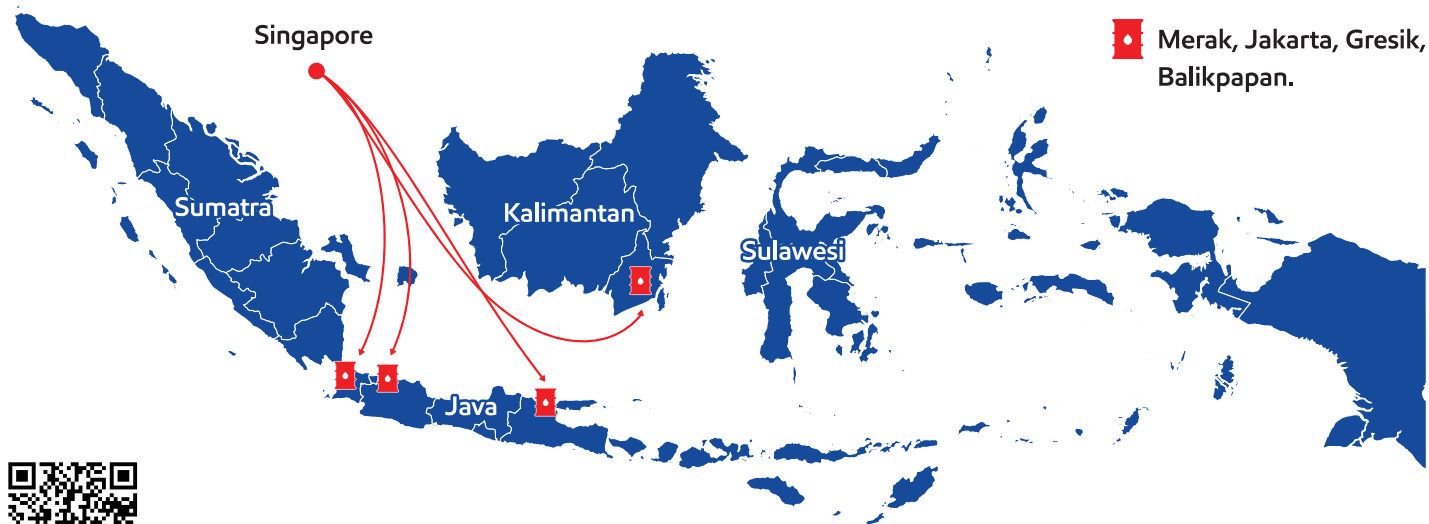 Singapore
Merak, Jakarta, Gresik,
Balikpapan.
Sumatra
Kalimantan
Sulawesi
Java